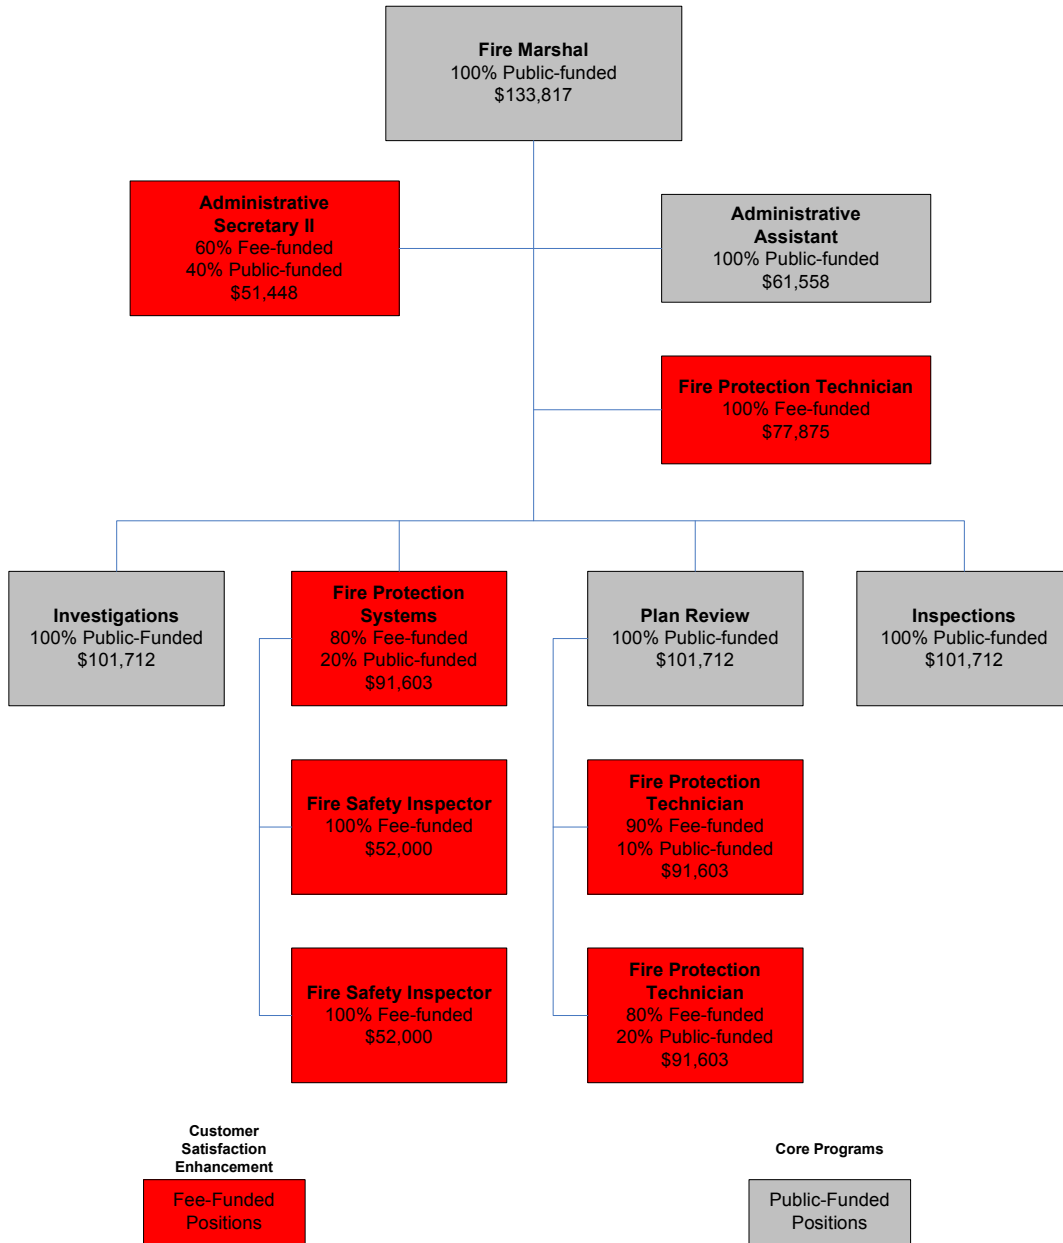 Fire Marshal
100% Public-funded
$133,817
Administrative
Secretary II
60% Fee-funded
40% Public-funded
$51,448
Administrative
Assistant
100% Public-funded
$61,558
Fire Protection Technician
100% Fee-funded
$77,875
Investigations
100% Public-Funded
$101,712
Fire Protection
Systems
80% Fee-funded
20% Public-funded
$91,603
Plan Review
100% Public-funded
$101,712
Inspections
100% Public-funded
$101,712
Fire Safety Inspector
100% Fee-funded
$52,000
Fire Protection
Technician
90% Fee-funded
10% Public-funded
$91,603
Fire Safety Inspector
100% Fee-funded
$52,000
Fire Protection
Technician
80% Fee-funded
20% Public-funded
$91,603
Customer
Satisfaction
Enhancement
Fee-Funded
Positions
Core Programs
Public-Funded
Positions